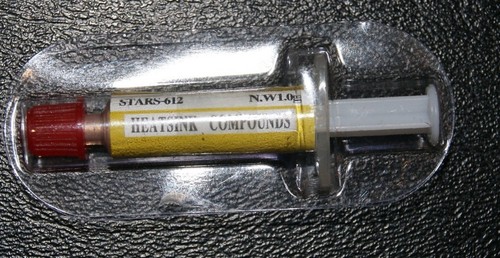 STARS-612 N.W1.0g
HEATSINK COMPOUNDS